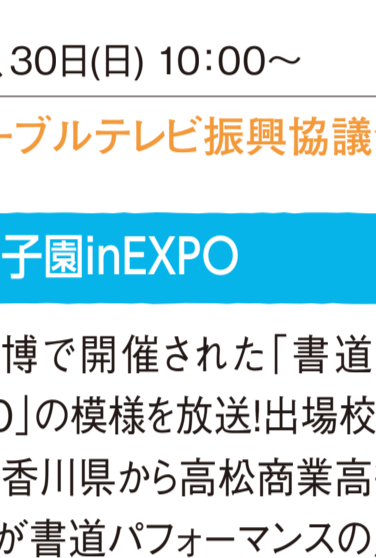 、30日(日) 10:00～
ーブルテレビ振興協議
子園inEXPO
博で開催された「書道
O」の模様を放送!出場校
香川県から高松商業高
が書道パフォーマンスの